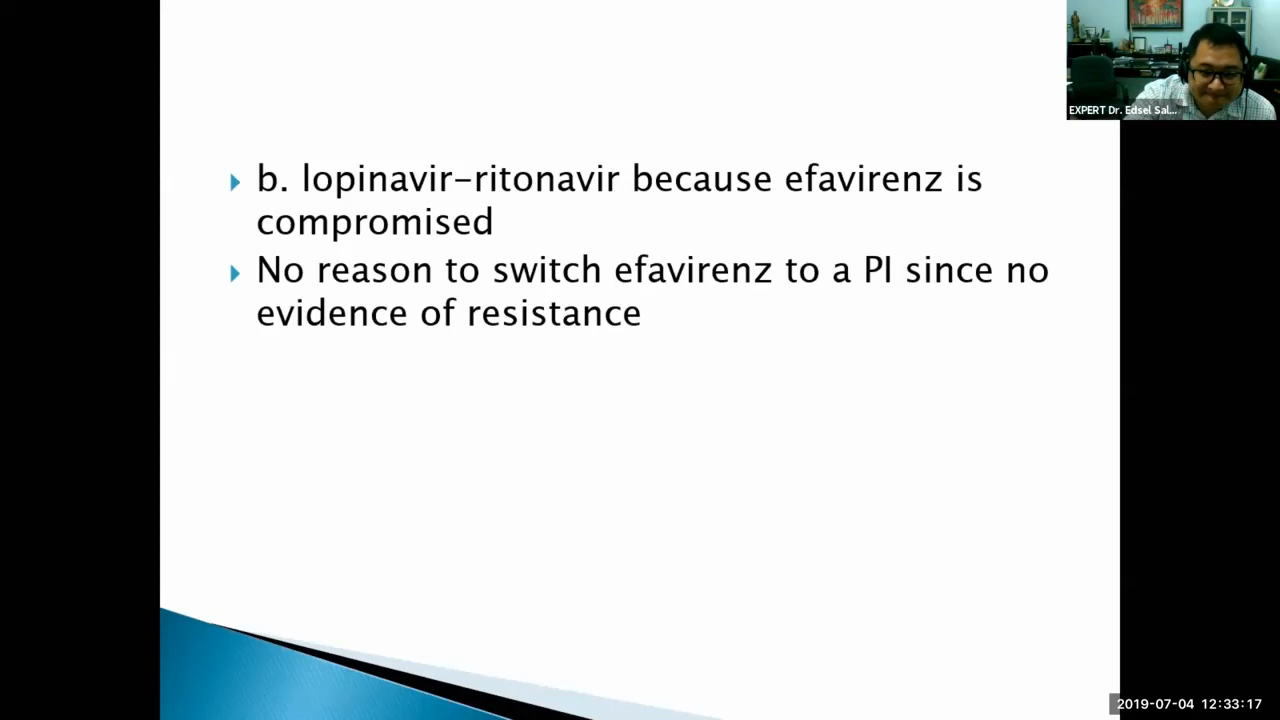 EXPERT Dr. Edsel Sal...
b. lopinavir-ritonavir because efavirenz is
compromised
No reason to switch efavirenz to a PI since no
evidence of resistance
2019-07-04 12:33:17